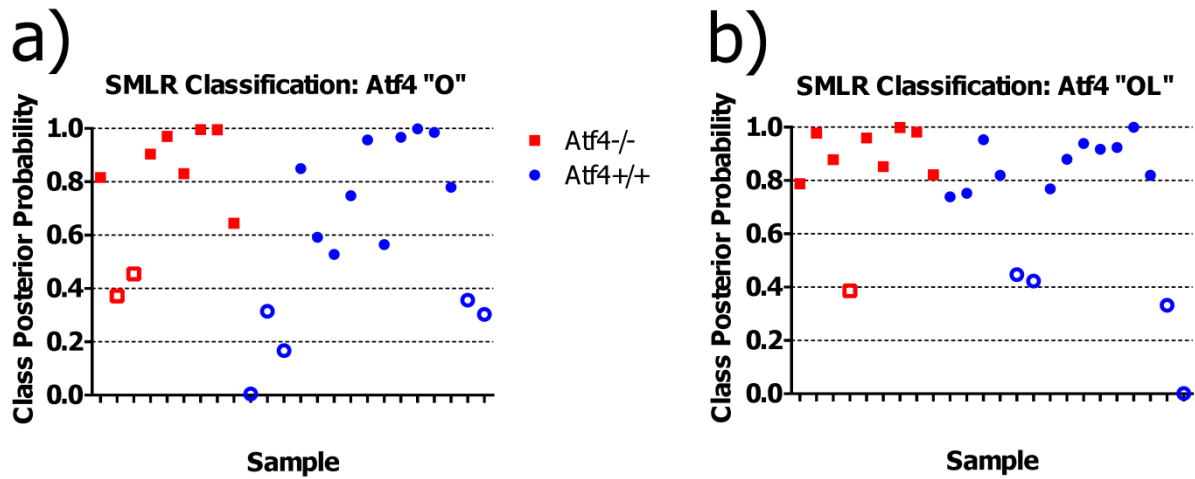 a)
SMLR Classification: Atf4 "O"
Class Posterior Probability
1.0
0.8
0.6
0.4
0.2
0.0
Sample
Atf4-/-
Atf4+/+
b)
SMLR Classification: Atf4 "OL"
Class Posterior Probability
1.0
0.8
0.6
0.4
0.2
0.0
Sample